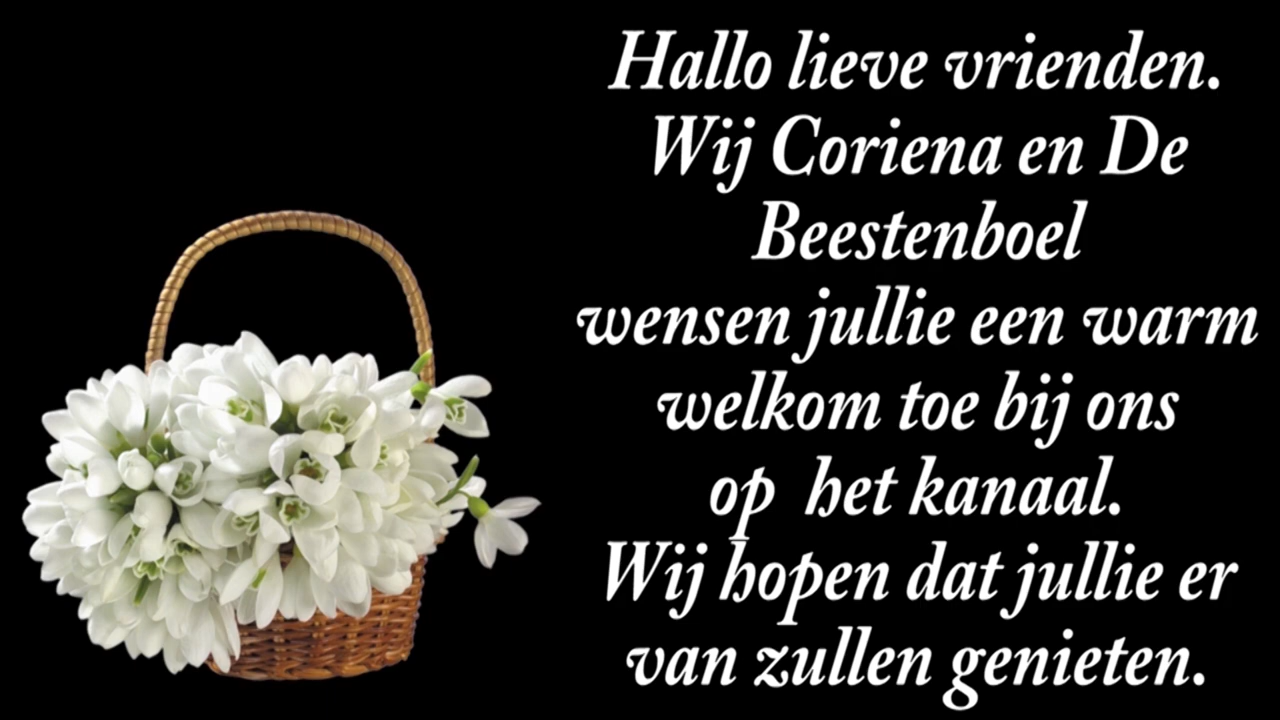 Hallo lieve vrienden.
Wij Coriena en De
Beestenboel
wensen jullie een warm
welkom toe bij ons
op het kanaal.
Wij hopen dat jullie er
van zullen genieten.